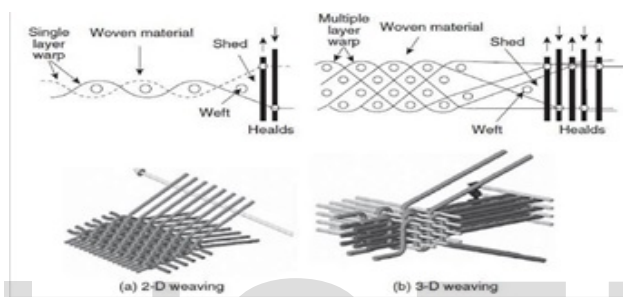 Single
layer
warp
Woven material
Shed
Weft
Healds
(a) 2-D weaving
Multiple
layer
warp
Woven material
Shed
Weft
Healds
(b) 3-D weaving